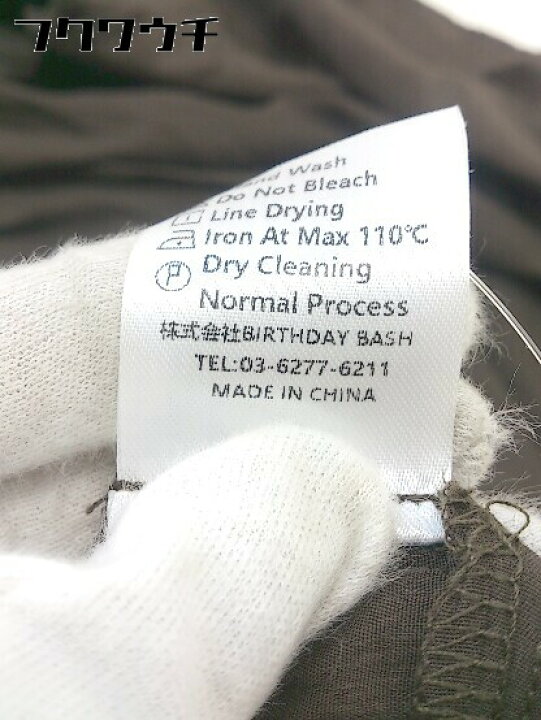 フクワウチ
Wash
Do Not Bleach
Line Drying
Iron At Max 110℃
P
Dry Cleaning
Normal Process
株式会社BIRTHDAY BASH
TEL:03-6277-6211
MADE IN CHINA